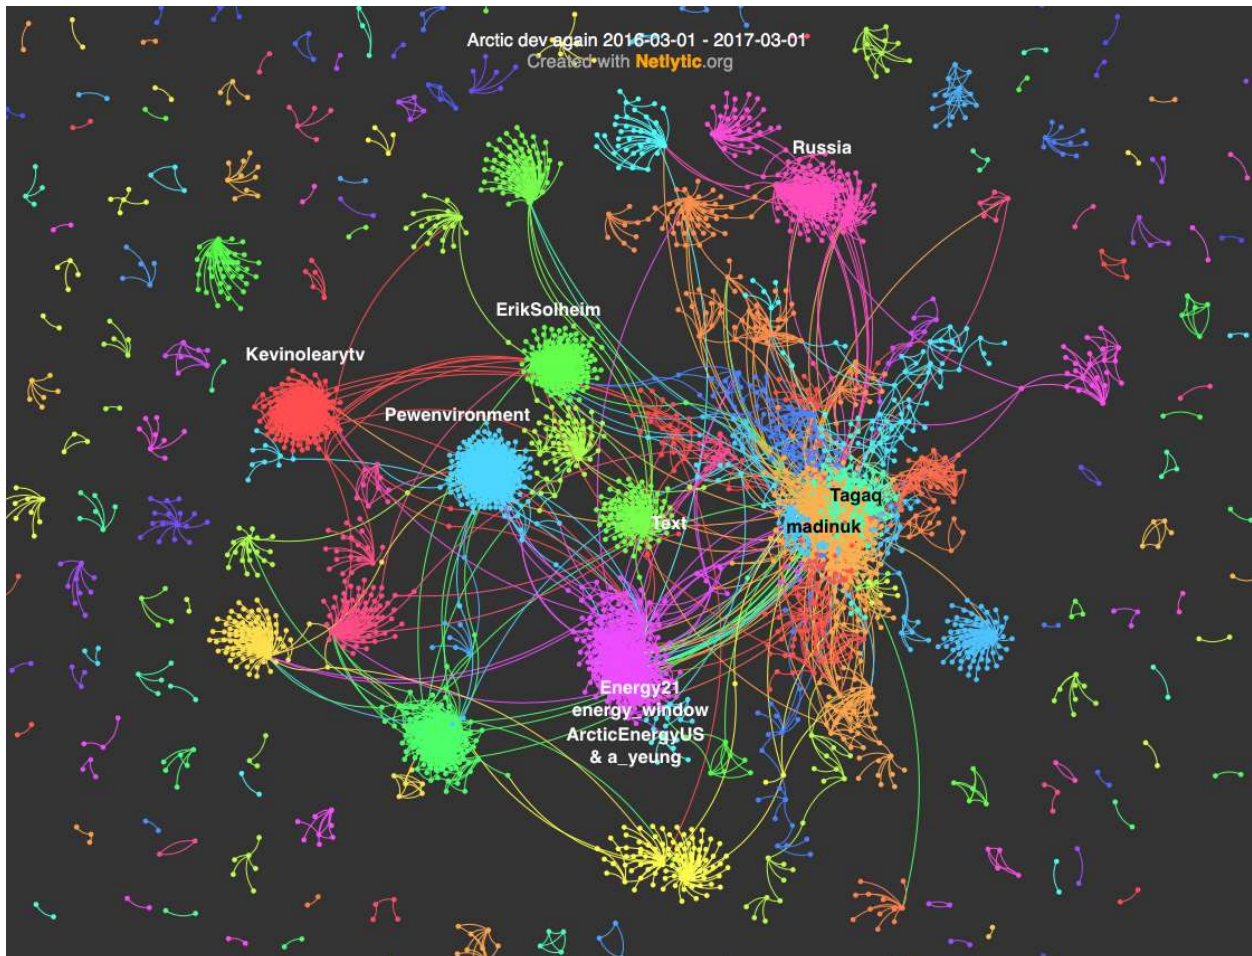 Arctic dev again 2016-03-01 - 2017-03-01
Created with Netlytic.org
Russia
ErikSolheim
Kevinolearytv
Pewenvironment
Tagaq
Text
madinuk
Energy21
energy_window
ArcticEnergyUS
& a_yeung